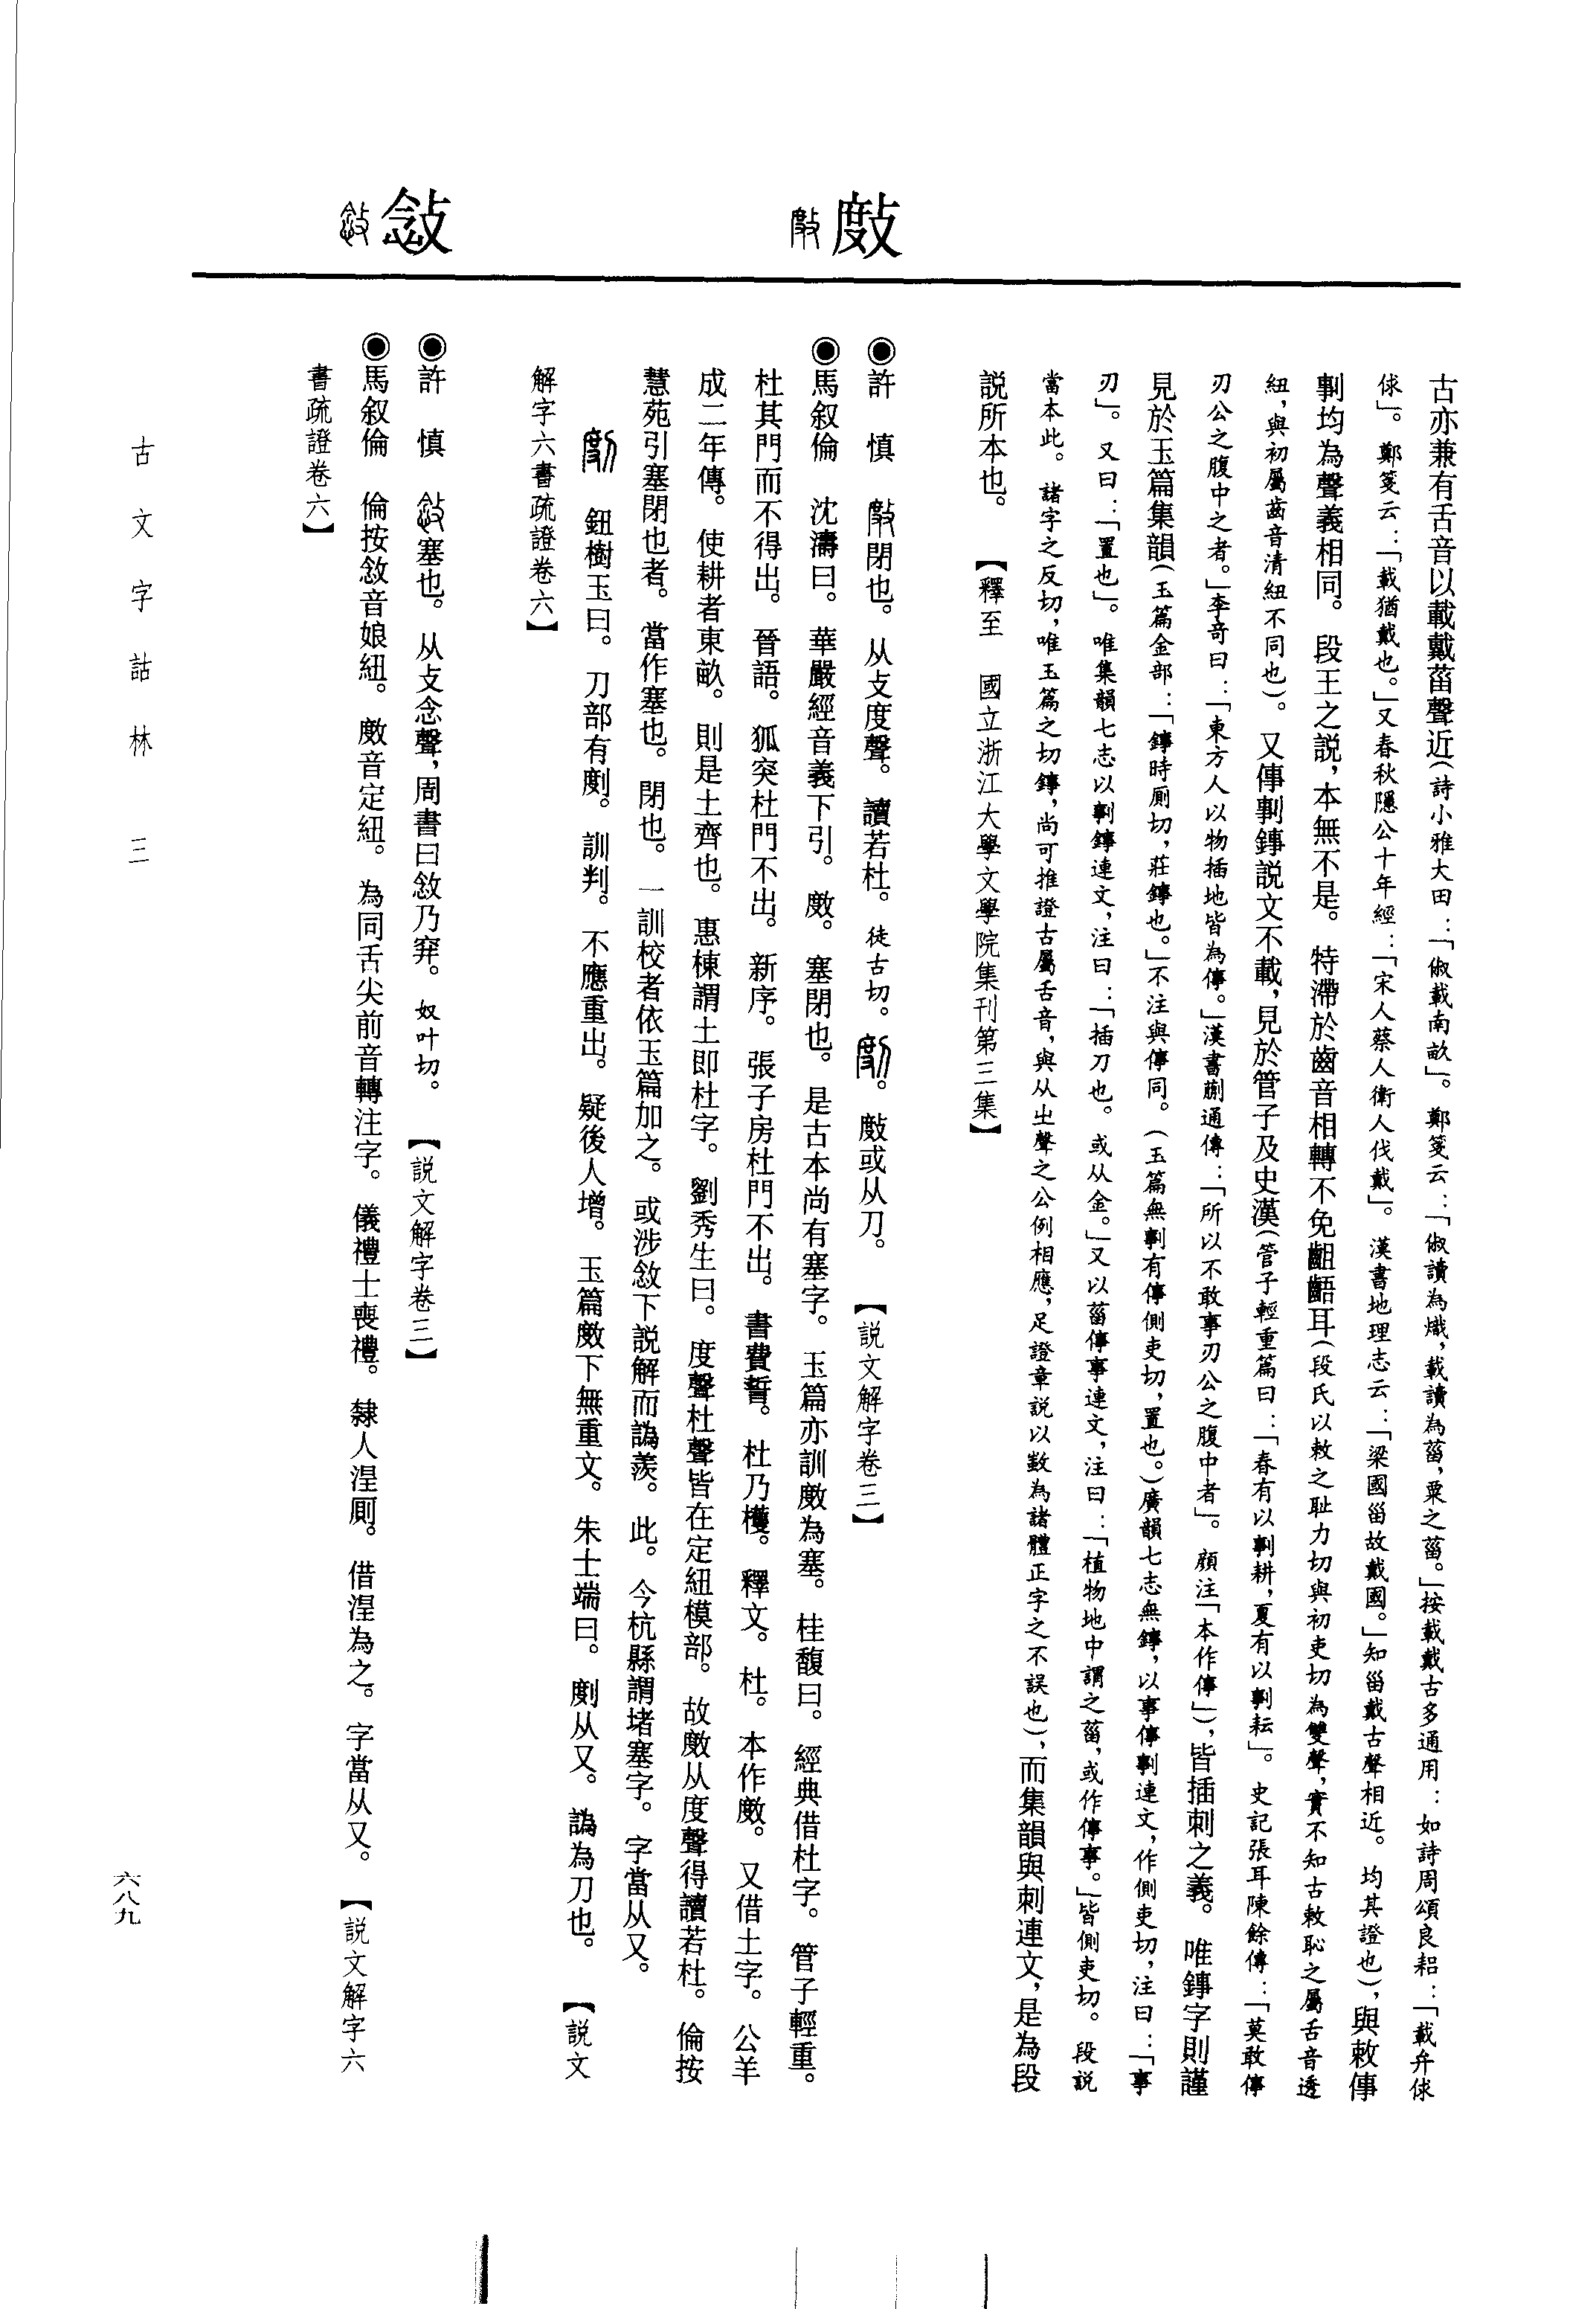 㪃
敜
古亦兼有舌音以載戴菑聲近(詩小雅大田:「俶載南畝」。鄭箋云:「俶讀為熾,載讀為菑,粟之菑。」按載戴古多通用:如詩周頌良耜:「載弁俅
俅」。鄭箋云:「載猶戴也。」又春秋隱公十年經:「宋人蔡人衛人伐戴」。漢書地理志云:「梁國甾故戴國。」知甾戴古聲相近。均其證也),與㪂傳
剚均為聲義相同。段王之説,本無不是。特滯於齒音相轉不免齟齬耳(段氏以敕之耻力切與初吏切為雙聲,實不知古敕恥之屬舌音透
紐,與初屬齒音清紐不同也)。又倳剚鋳説文不載,見於管子及史漢(管子輕重篇曰:「春有以剚耕,夏有以剚耘」。史記張耳陳餘傳:「莫敢倳
刃公之腹中之者。」李奇曰:「東方人以物插地皆為倳。」漢書蒯通傳:「所以不敢事刃公之腹中者」。顔注「本作倳」),皆插刺之義。唯字則謹
見於玉篇集韻(玉篇金部:「時厠切,莊也。」不注與倳同。(玉篇無剚有倳側吏切,置也。)廣韻七志無,以事倳剚連文,作側吏切,注曰:「事
刃」。又曰:「置也」。唯集韻七志以剚連文,注曰:「插刀也。或从金。」又以菑倳事連文,注曰:「植物地中謂之菑,或作倳事。」皆側吏切。段説
當本此。諸字之反切,唯玉篇之切,尚可推證古屬舌音,與从㞢聲之公例相應,足證章説以㪂為諸體正字之不誤也),而集韻與刺連文,是為段
説所本也。【釋至 國立浙江大學文學院集刊第三集】
◉許 慎 閉也。从攴度聲。讀若杜。徒古切。。㪃或从刀。【説文解字卷三】
◉馬叙倫 沈濤曰。華嚴經音義下引。㪃。塞閉也。是古本尚有塞字。玉篇亦訓㪃為塞。桂馥曰。經典借杜字。管子輕重。
杜其門而不得出。晉語。狐突杜門不出。新序。張子房杜門不出。書費誓。杜乃擭。釋文。杜。本作㪃。又借土字。公羊
成二年傳。使耕者東畝。則是土齊也。惠棟謂土即杜字。劉秀生曰。度聲杜聲皆在定紐模部。故㪃从度聲得讀若杜。倫按
慧苑引塞閉也者。當作塞也。閉也。一訓校者依玉篇加之。或涉敜下説解而譌羨。此。今杭縣謂堵塞字。字當从又。
鈕樹玉曰。刀部有剫。訓判。不應重出。疑後人增。玉篇㪃下無重文。朱士端曰。剫从又。譌為刀也。【説文
解字六書疏證卷六】
◉許 慎 塞也。从攴念聲,周書曰敜乃穽。奴叶切。【説文解字卷三】
◉馬叙倫 倫按敜音娘紐。㪃音定紐。為同舌尖前音轉注字。儀禮士喪禮。隸人涅厠。借涅為之。字當从又。【説文解字六
書疏證卷六】
古文字詁林 三
六八九